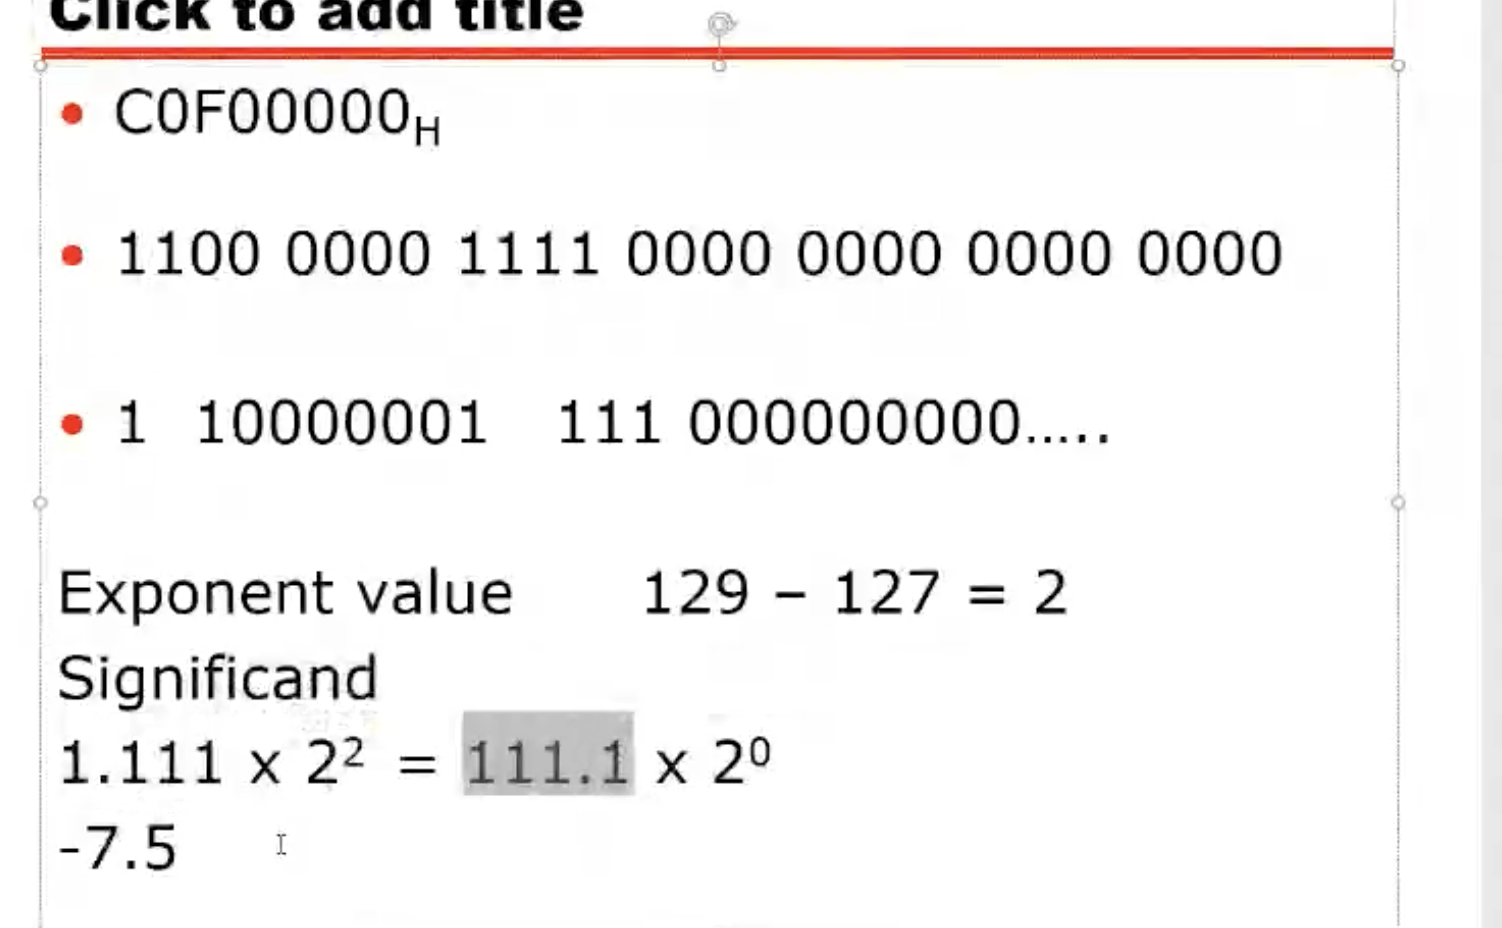 Click to add title
• C0F00000H
• 1100 0000 1111 0000 0000 0000 0000
• 1 10000001 111 000000000.....
Exponent value 129 – 127 = 2
Significand
1.111 x 2² = 111.1 x 2⁰
-7.5